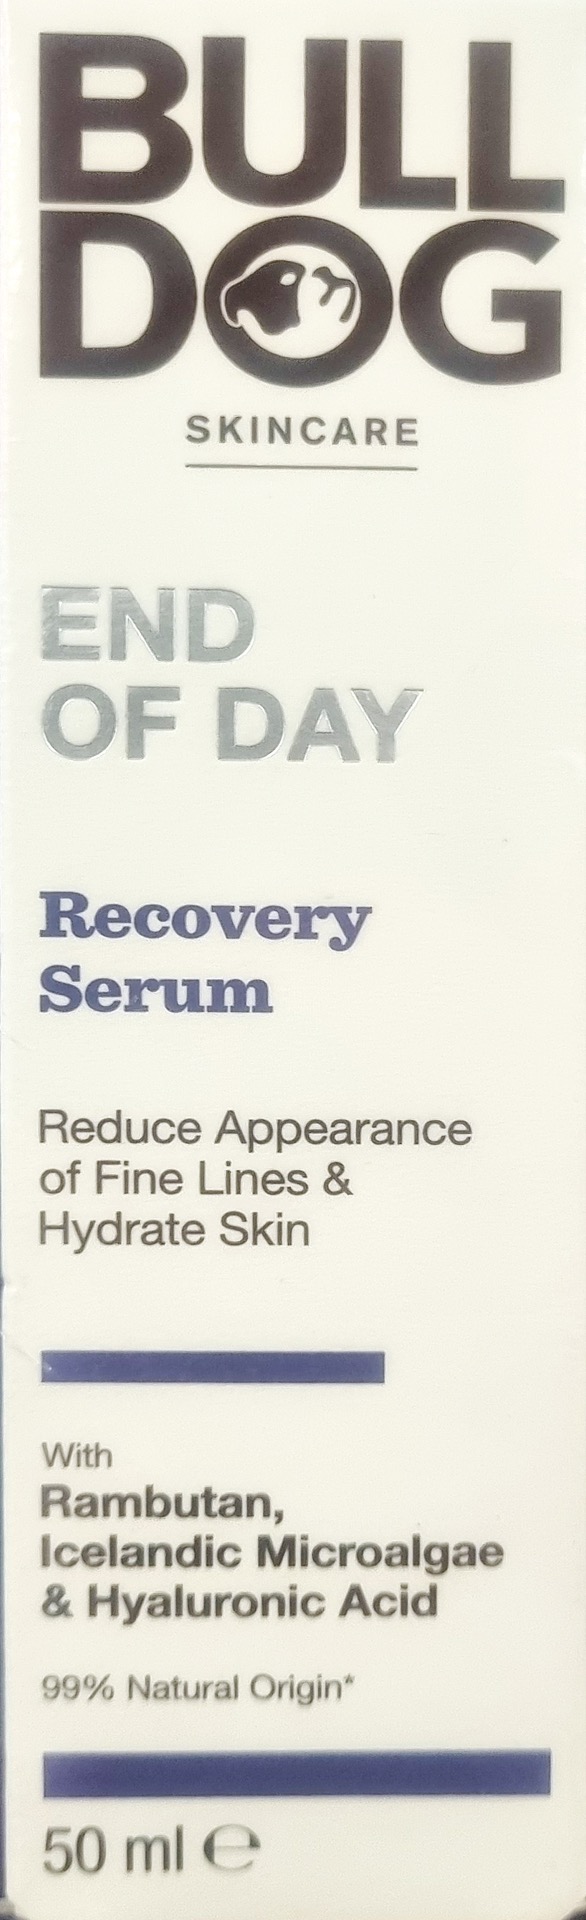 BULL
DOG
SKINCARE
END
OF DAY
Recovery
Serum
Reduce Appearance
of Fine Lines &
Hydrate Skin
With
Rambutan,
Icelandic Microalgae
& Hyaluronic Acid
99% Natural Origin*
50 ml ℮